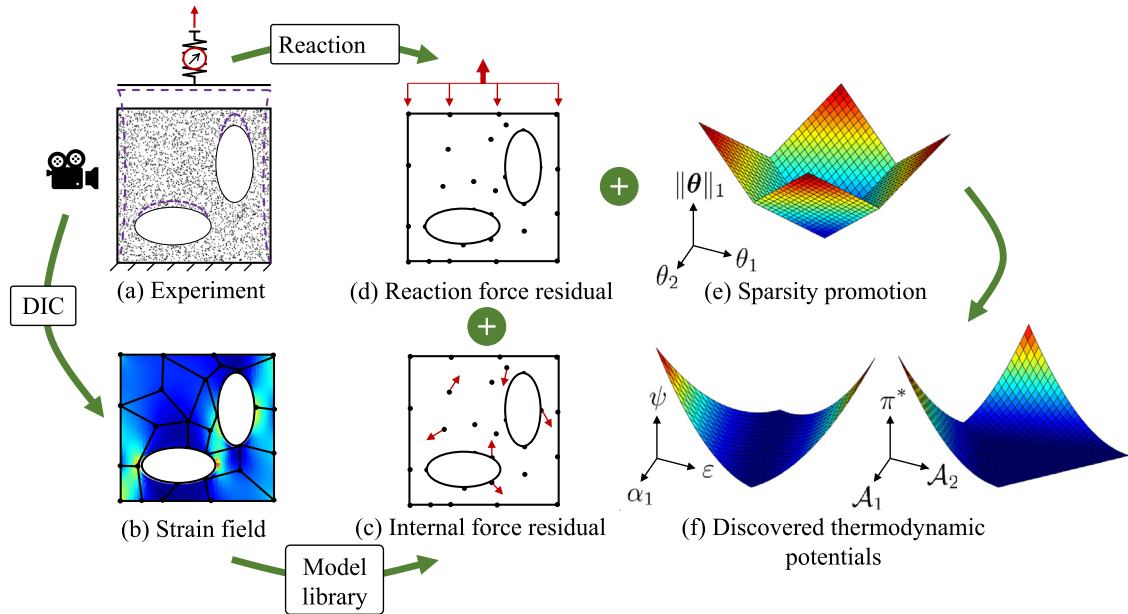 Reaction
(a) Experiment
DIC
(b) Strain field
Model
library
(c) Internal force residual
(d) Reaction force residual
+
+
‖θ‖₁
θ₂
θ₁
(e) Sparsity promotion
ψ
α₁
ε
π*
𝒜₁
𝒜₂
(f) Discovered thermodynamic
potentials